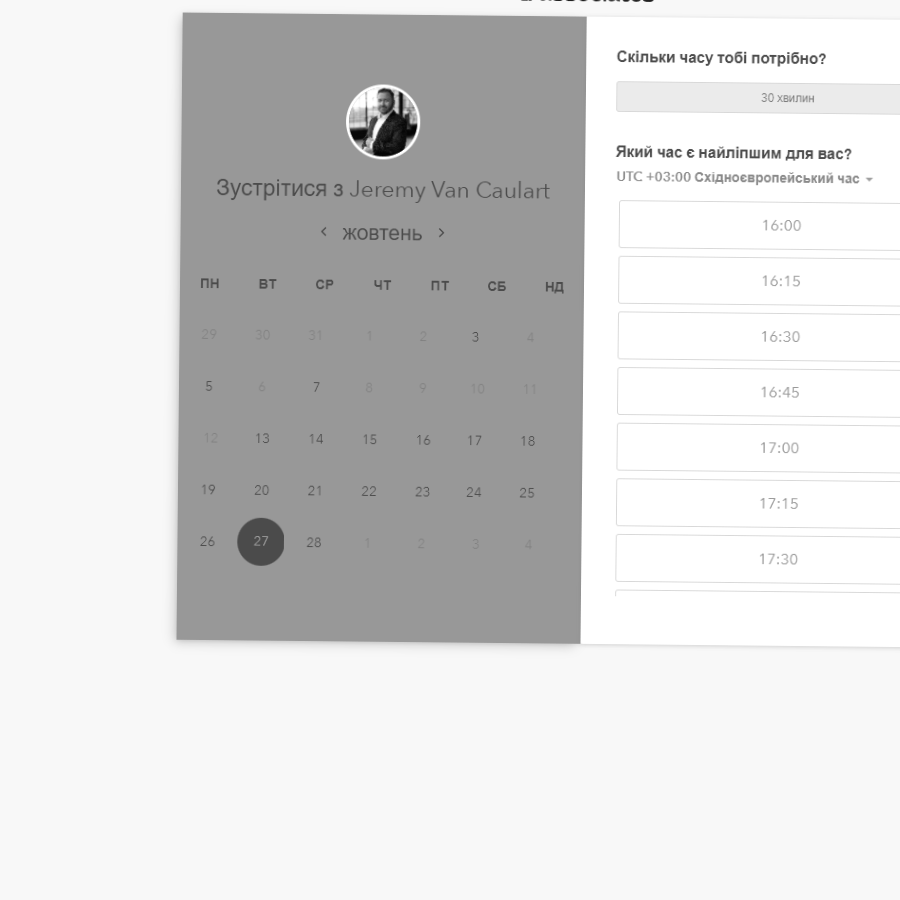 Зустрітися з Jeremy Van Caulart
жовтень
ПН ВТ СР ЧТ ПТ СБ НД
29 30 31 1 2 3 4
5 6 7 8 9 10 11
12 13 14 15 16 17 18
19 20 21 22 23 24 25
26 27 28 1 2 3 4
Скільки часу тобі потрібно?
30 хвилин
Який час є найліпшим для вас?
UTC +03:00 Східноєвропейський час
16:00
16:15
16:30
16:45
17:00
17:15
17:30